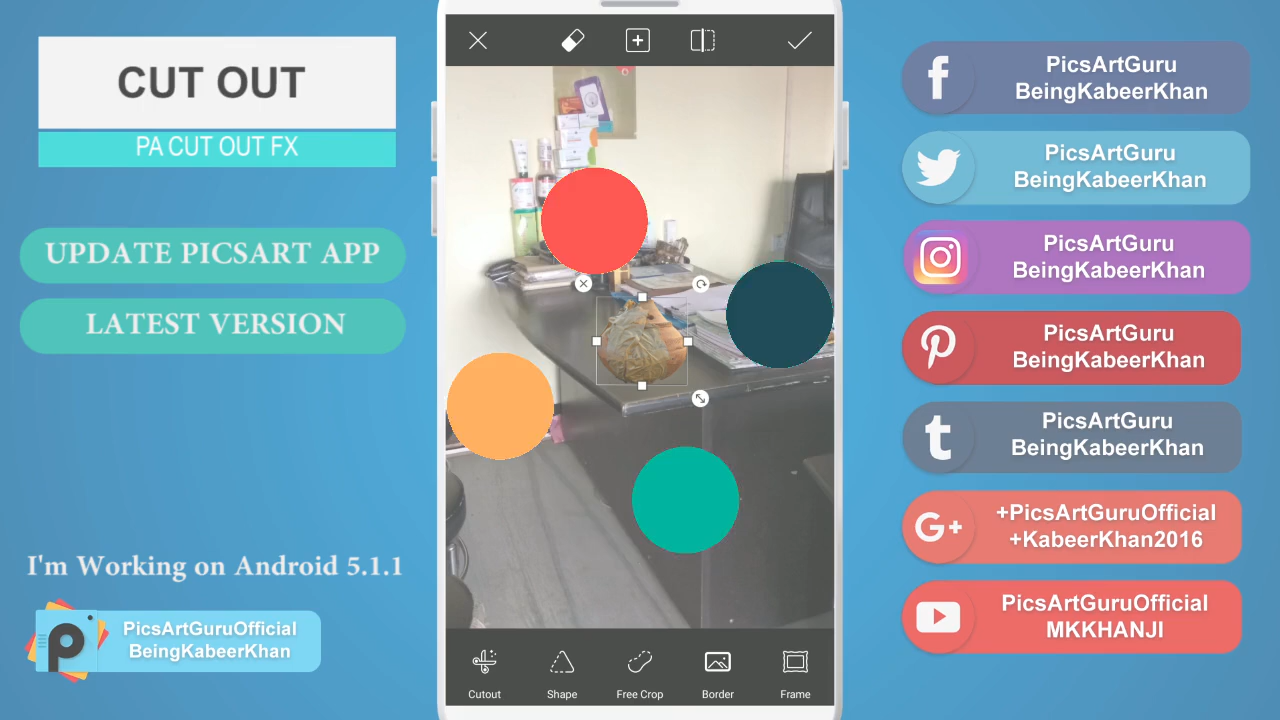 CUT OUT
PA CUT OUT FX
UPDATE PICSART APP
LATEST VERSION
I'm Working on Android 5.1.1
PicsArtGuruOfficial
BeingKabeerKhan
Cutout
Shape
Free Crop
Border
Frame
PicsArtGuru
BeingKabeerKhan
PicsArtGuru
BeingKabeerKhan
PicsArtGuru
BeingKabeerKhan
PicsArtGuru
BeingKabeerKhan
PicsArtGuru
BeingKabeerKhan
G+
+PicsArtGuruOfficial
+KabeerKhan2016
PicsArtGuruOfficial
MKKHANJI